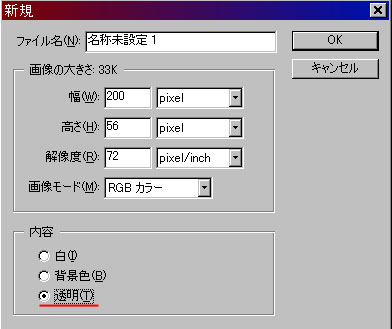 新規
ファイル名(N): 名称未設定 1
OK
キャンセル
画像の大きさ: 33K
幅(W): 200 pixel
高さ(H): 56 pixel
解像度(R): 72 pixel/inch
画像モード(M): RGB カラー
内容
白(I)
背景色(B)
透明(T)